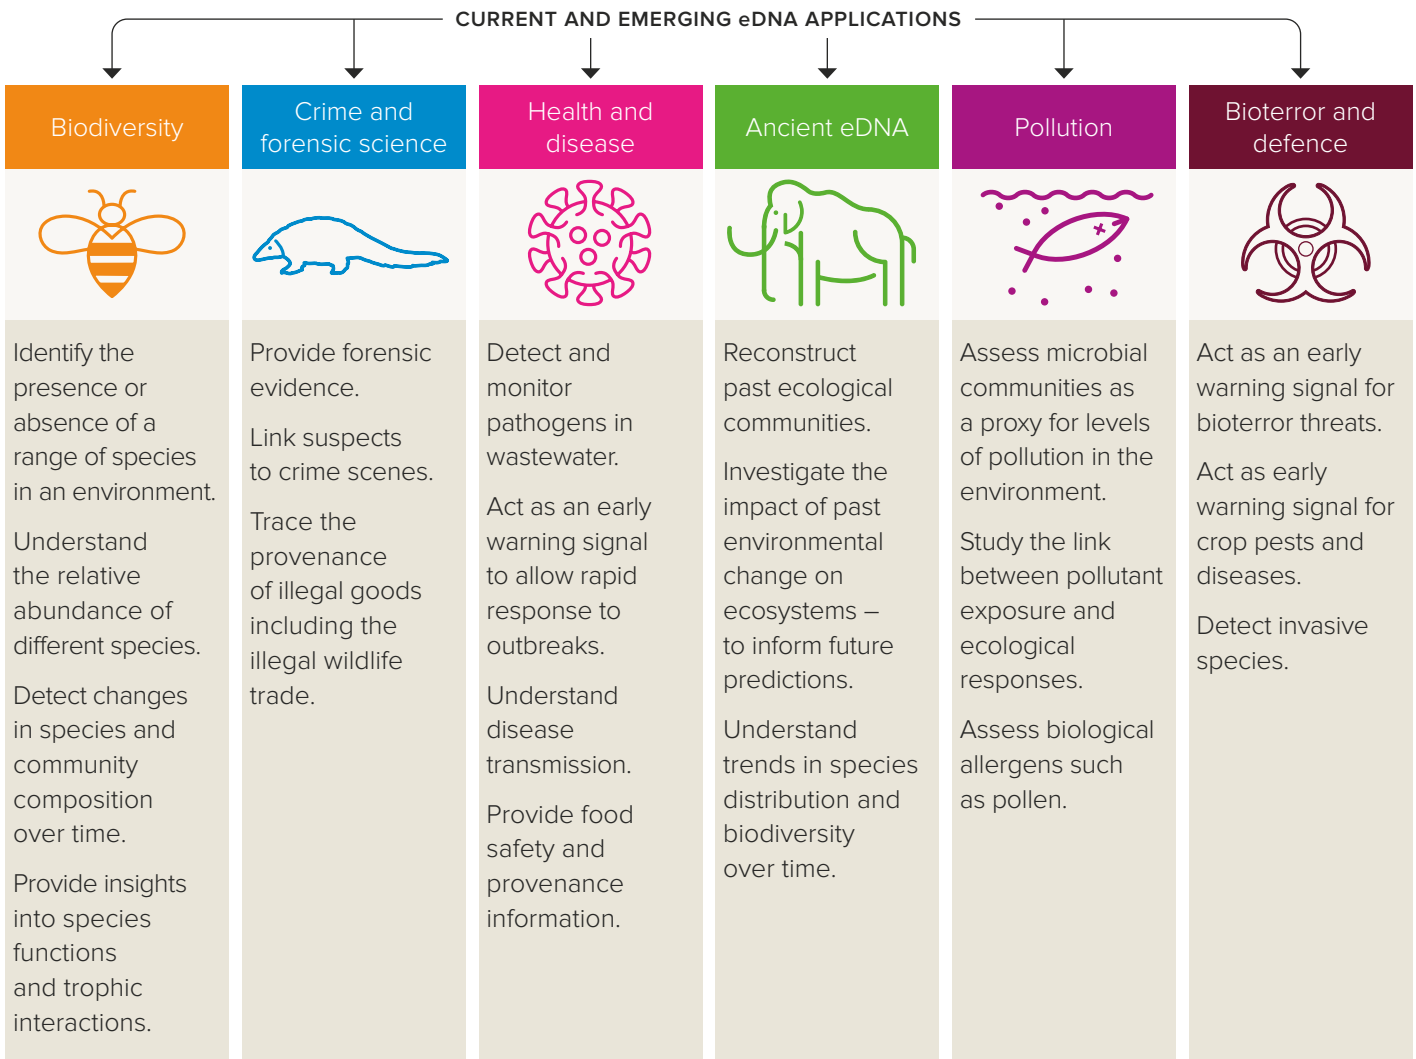 CURRENT AND EMERGING eDNA APPLICATIONS
Biodiversity
Identify the
presence or
absence of a
range of species
in an environment.
Understand
the relative
abundance of
different species.
Detect changes
in species and
community
composition
over time.
Provide insights
into species
functions
and trophic
interactions.
Crime and
forensic science
Provide forensic
evidence.
Link suspects
to crime scenes.
Trace the
provenance
of illegal goods
including the
illegal wildlife
trade.
Health and
disease
Detect and
monitor
pathogens in
wastewater.
Act as an early
warning signal
to allow rapid
response to
outbreaks.
Understand
disease
transmission.
Provide food
safety and
provenance
information.
Ancient eDNA
Reconstruct
past ecological
communities.
Investigate the
impact of past
environmental
change on
ecosystems –
to inform future
predictions.
Understand
trends in species
distribution and
biodiversity
over time.
Pollution
Assess microbial
communities as
a proxy for levels
of pollution in the
environment.
Study the link
between pollutant
exposure and
ecological
responses.
Assess biological
allergens such
as pollen.
Bioterror and
defence
Act as an early
warning signal for
bioterror threats.
Act as early
warning signal for
crop pests and
diseases.
Detect invasive
species.